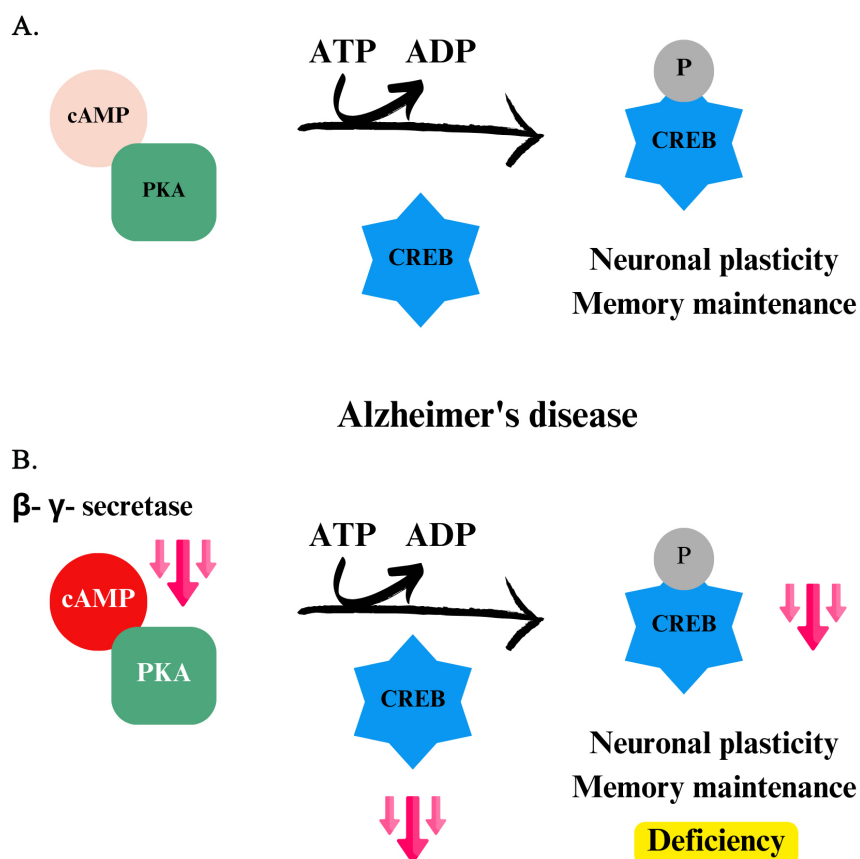 A.
ATP ADP
P
cAMP
CREB
PKA
CREB
Neuronal plasticity
Memory maintenance
Alzheimer's disease
B.
β- γ- secretase
ATP ADP
P
cAMP
CREB
PKA
CREB
Neuronal plasticity
Memory maintenance
Deficiency